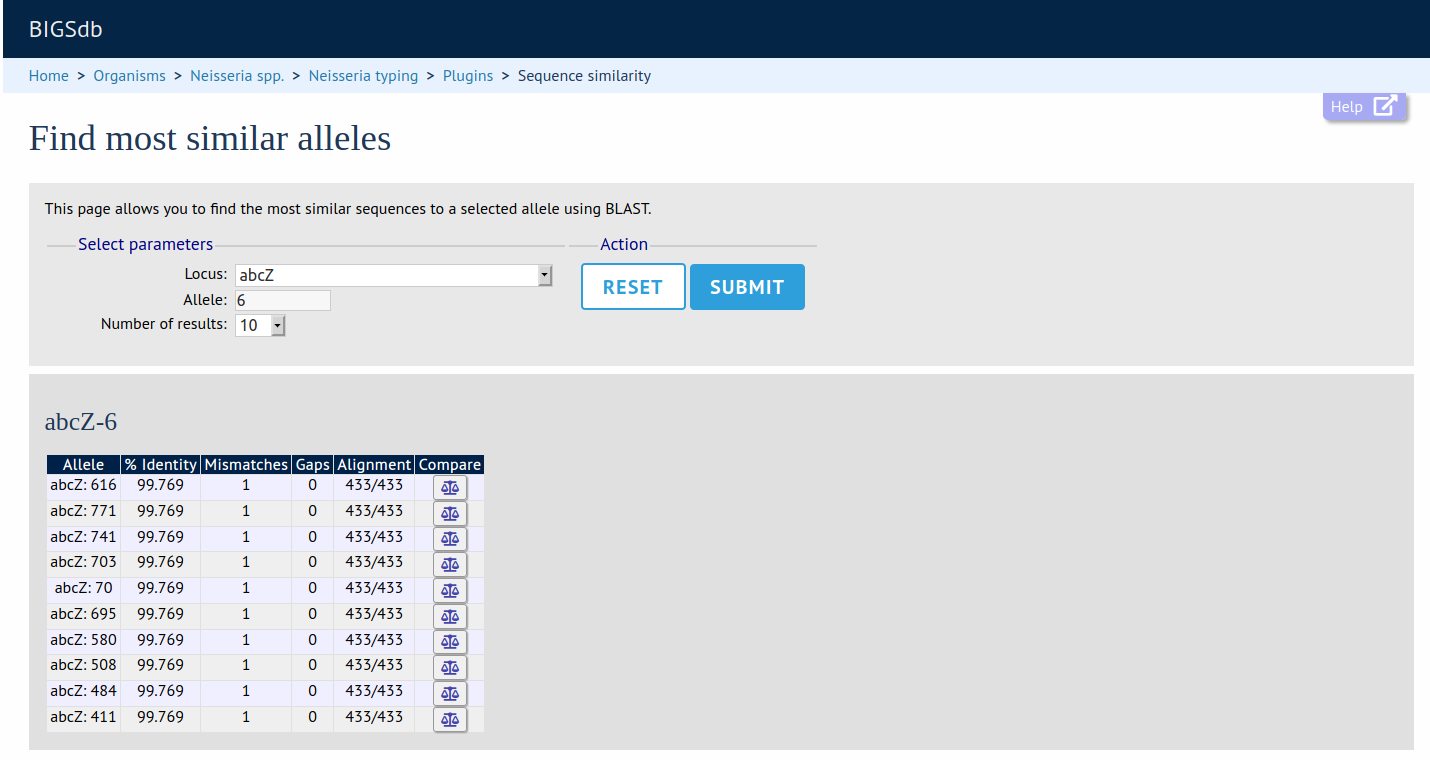 BIGSdb
Home > Organisms > Neisseria spp. > Neisseria typing > Plugins > Sequence similarity
Help
Find most similar alleles
This page allows you to find the most similar sequences to a selected allele using BLAST.
Select parameters Action
Locus: abcZ
RESET SUBMIT
Allele: 6
Number of results: 10
abcZ-6
Allele % Identity Mismatches Gaps Alignment Compare
abcZ: 616 99.769 1 0 433/433
abcZ: 771 99.769 1 0 433/433
abcZ: 741 99.769 1 0 433/433
abcZ: 703 99.769 1 0 433/433
abcZ: 70 99.769 1 0 433/433
abcZ: 695 99.769 1 0 433/433
abcZ: 580 99.769 1 0 433/433
abcZ: 508 99.769 1 0 433/433
abcZ: 484 99.769 1 0 433/433
abcZ: 411 99.769 1 0 433/433